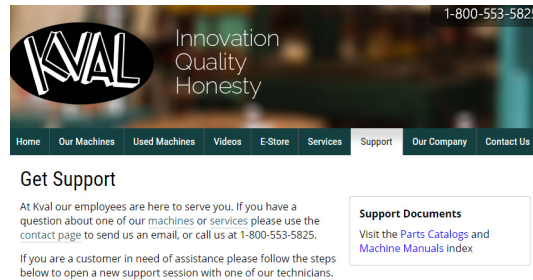 1-800-553-5825
KVAL
Innovation
Quality
Honesty
Home Our Machines Used Machines Videos E-Store Services Support Our Company Contact Us
Get Support
At Kval our employees are here to serve you. If you have a
question about one of our machines or services please use the
contact page to send us an email, or call us at 1-800-553-5825.
If you are a customer in need of assistance please follow the steps
below to open a new support session with one of our technicians.
Support Documents
Visit the Parts Catalogs and
Machine Manuals index